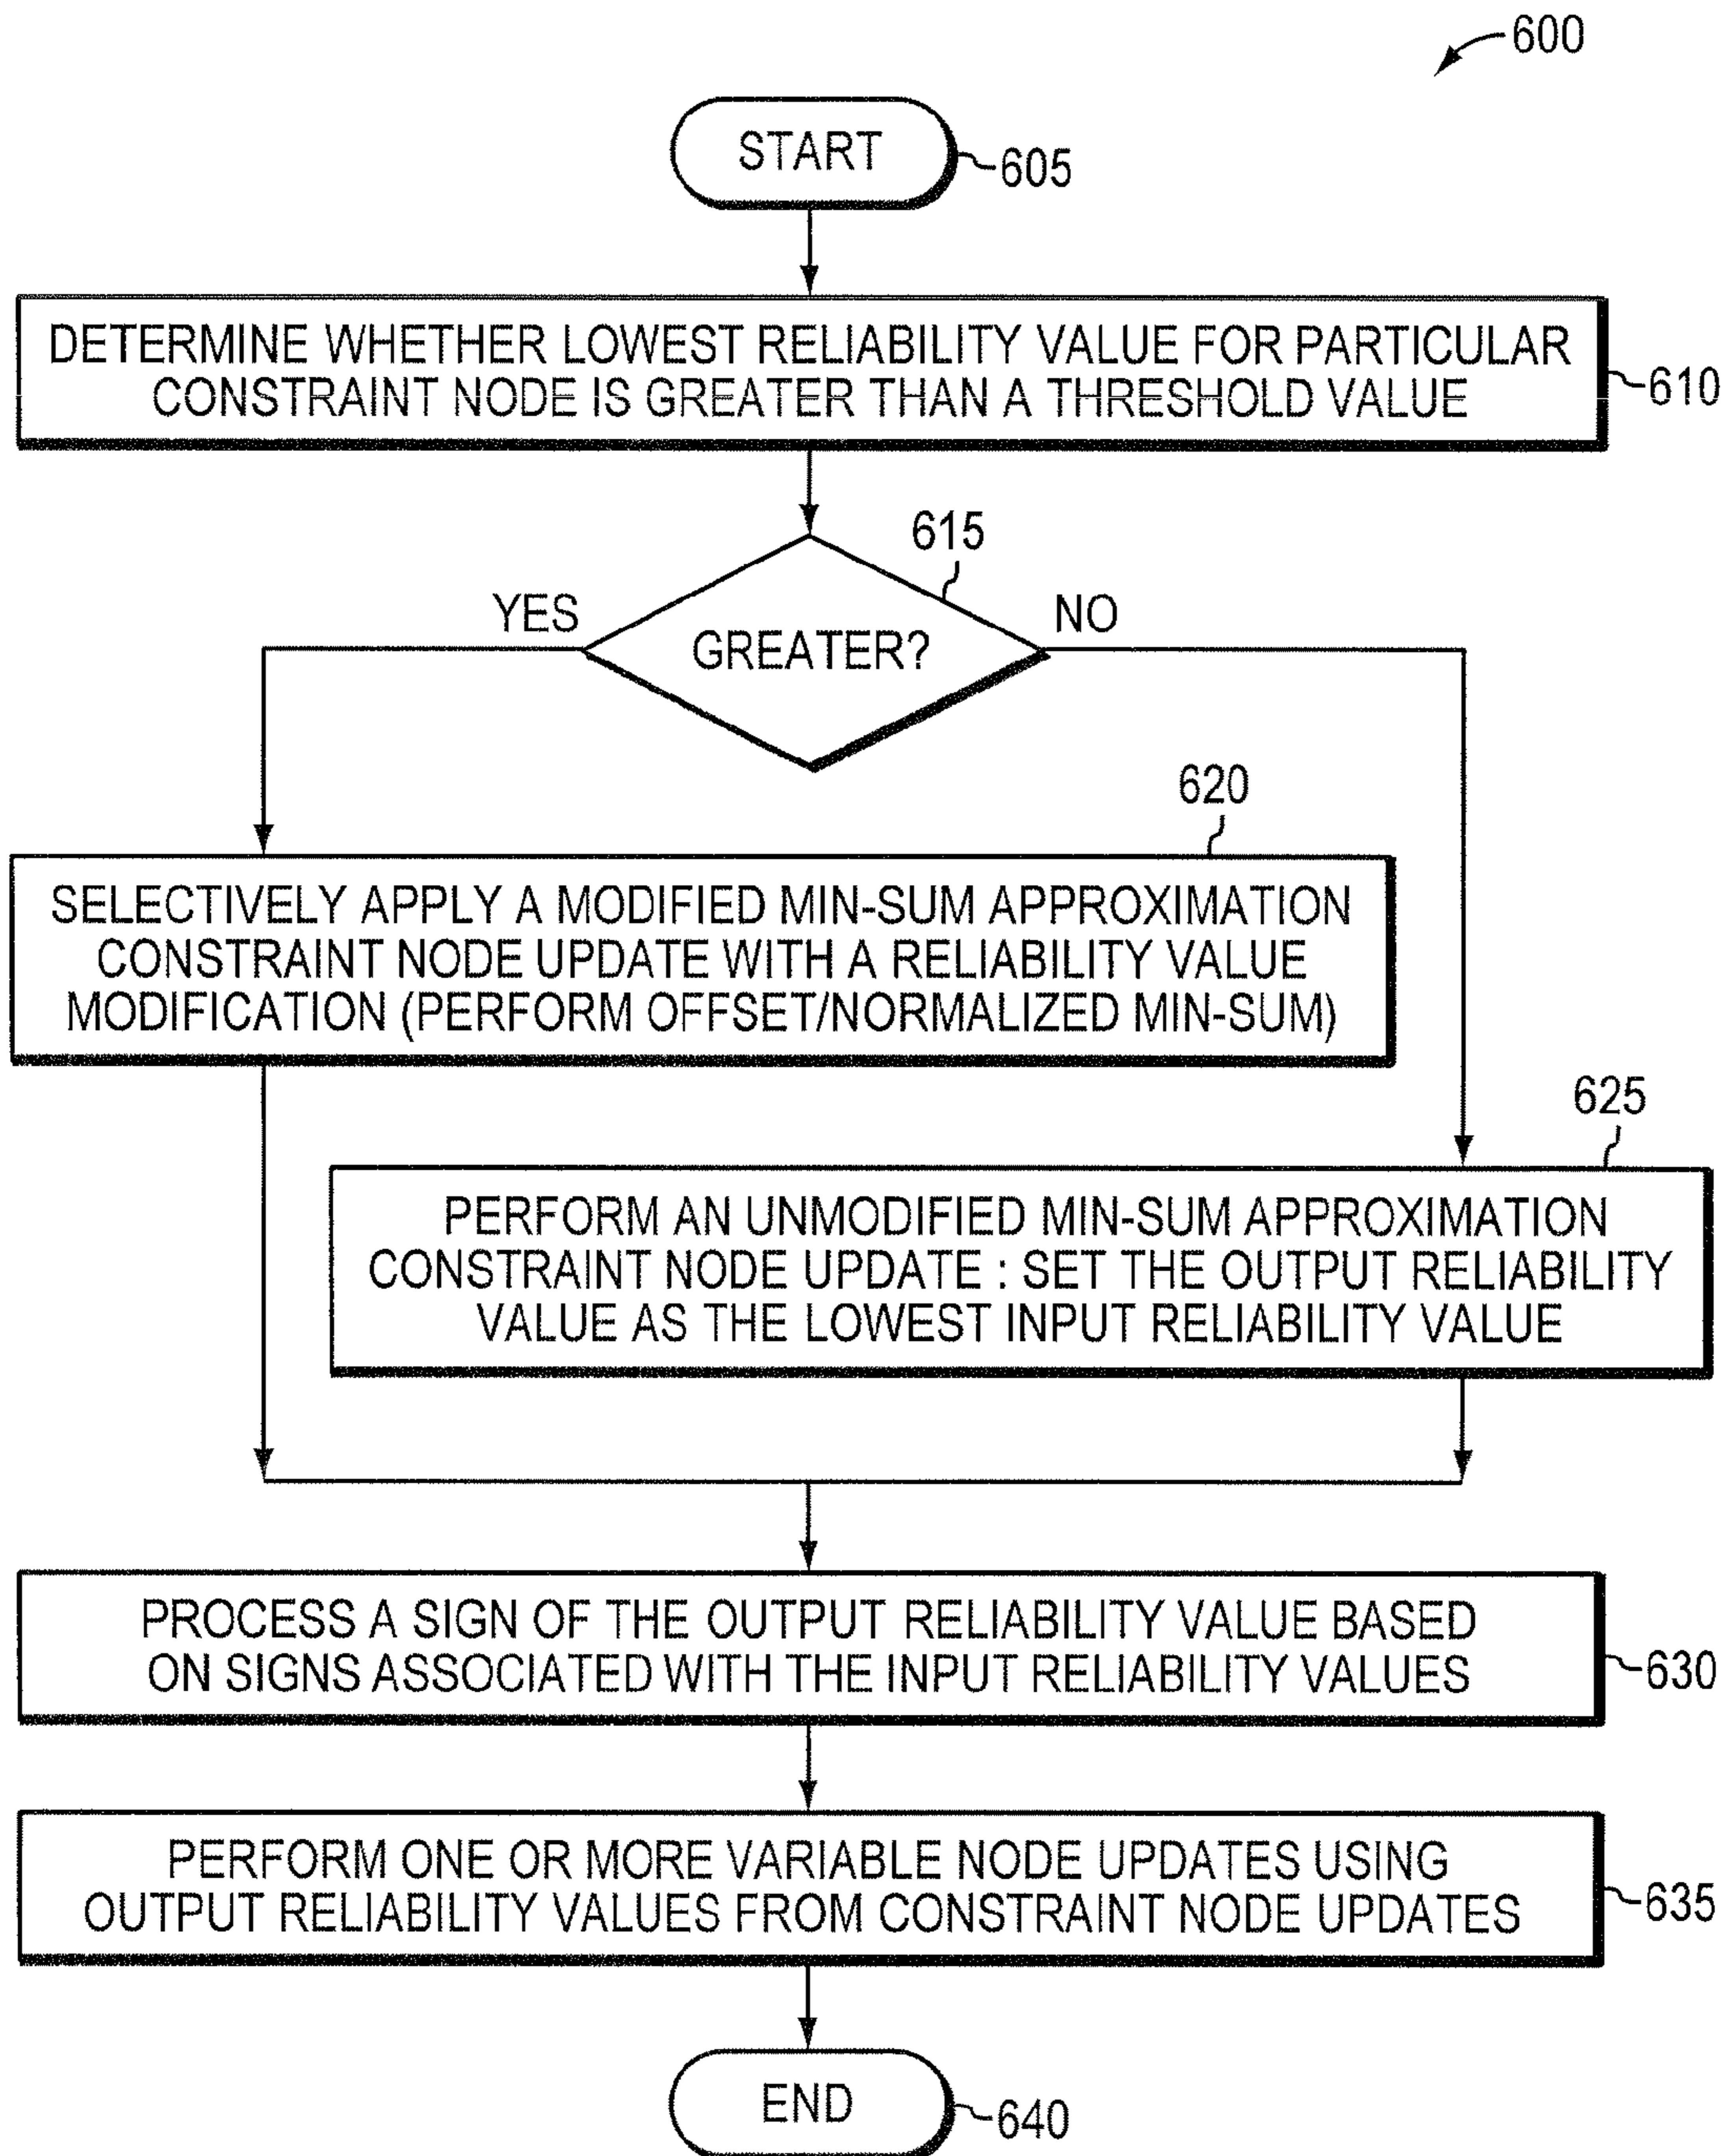 600
START
605
DETERMINE WHETHER LOWEST RELIABILITY VALUE FOR PARTICULAR
CONSTRAINT NODE IS GREATER THAN A THRESHOLD VALUE
610
615
YES
GREATER?
NO
620
SELECTIVELY APPLY A MODIFIED MIN-SUM APPROXIMATION
CONSTRAINT NODE UPDATE WITH A RELIABILITY VALUE
MODIFICATION (PERFORM OFFSET/NORMALIZED MIN-SUM)
625
PERFORM AN UNMODIFIED MIN-SUM APPROXIMATION
CONSTRAINT NODE UPDATE : SET THE OUTPUT RELIABILITY
VALUE AS THE LOWEST INPUT RELIABILITY VALUE
PROCESS A SIGN OF THE OUTPUT RELIABILITY VALUE BASED
ON SIGNS ASSOCIATED WITH THE INPUT RELIABILITY VALUES
630
PERFORM ONE OR MORE VARIABLE NODE UPDATES USING
OUTPUT RELIABILITY VALUES FROM CONSTRAINT NODE UPDATES
635
END
640